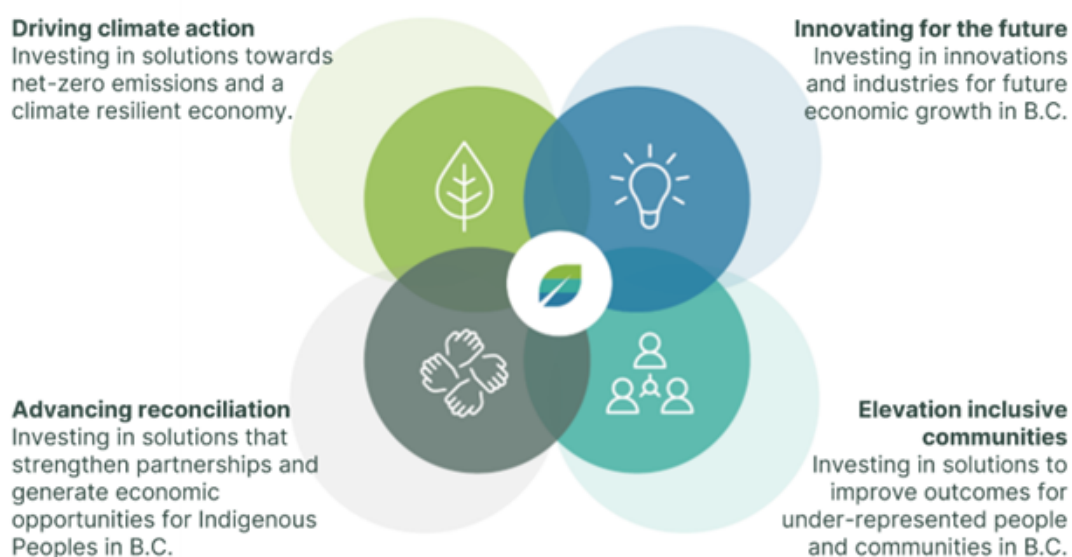 Driving climate action
Investing in solutions towards
net-zero emissions and a
climate resilient economy.
Innovating for the future
Investing in innovations
and industries for future
economic growth in B.C.
Advancing reconciliation
Investing in solutions that
strengthen partnerships and
generate economic
opportunities for Indigenous
Peoples in B.C.
Elevation inclusive
communities
Investing in solutions to
improve outcomes for
under-represented people
and communities in B.C.